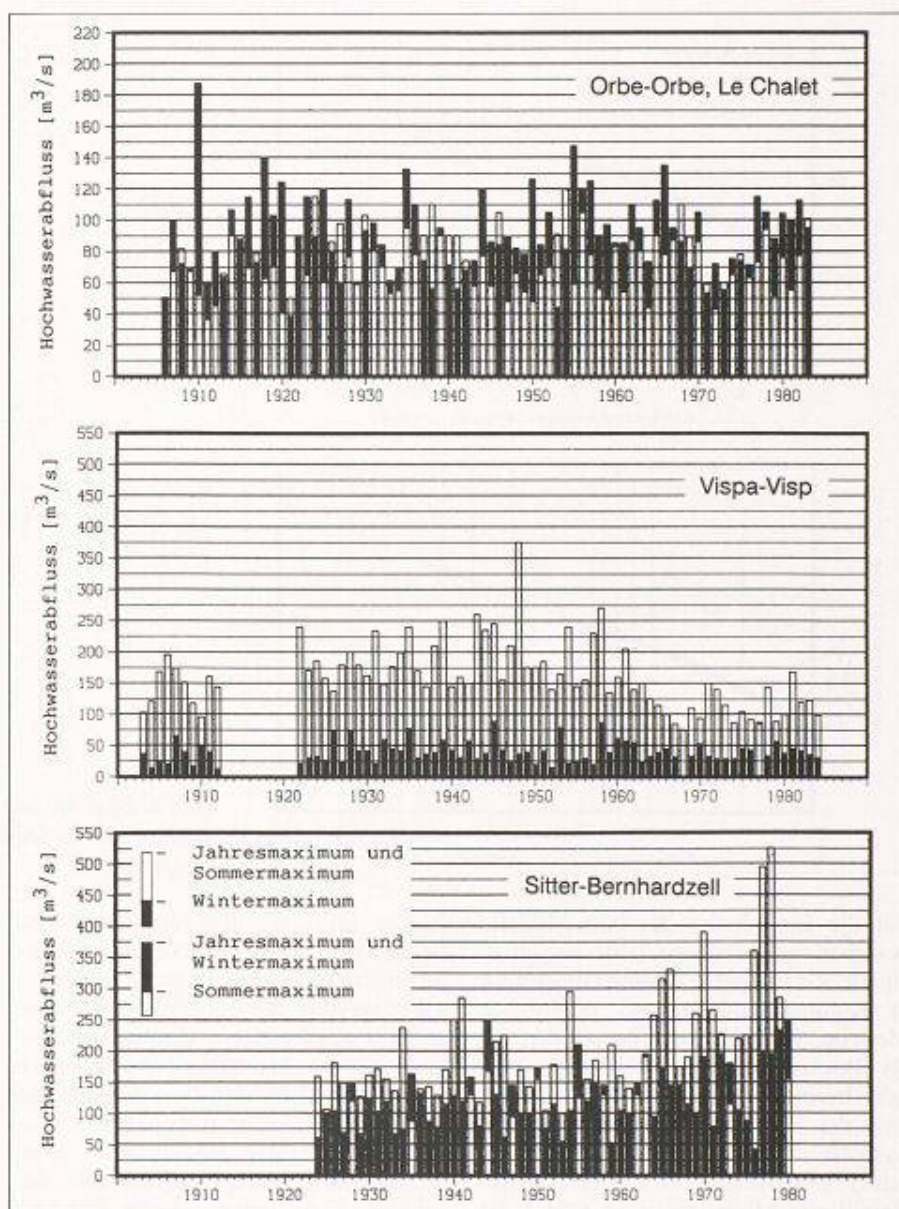 220
200
180
160
140
120
100
80
60
40
20
0
Hochwasserabfluss [m³/s]
Orbe-Orbe, Le Chalet
1910 1920 1930 1940 1950 1960 1970 1980
550
500
450
400
350
300
250
200
150
100
50
0
Hochwasserabfluss [m³/s]
Vispa-Visp
1910 1920 1930 1940 1950 1960 1970 1980
550
500
450
400
350
300
250
200
150
100
50
0
Hochwasserabfluss [m³/s]
Jahresmaximum und
Sommermaximum
Wintermaximum
Jahresmaximum und
Wintermaximum
Sommermaximum
Sitter-Bernhardzell
1910 1920 1930 1940 1950 1960 1970 1980